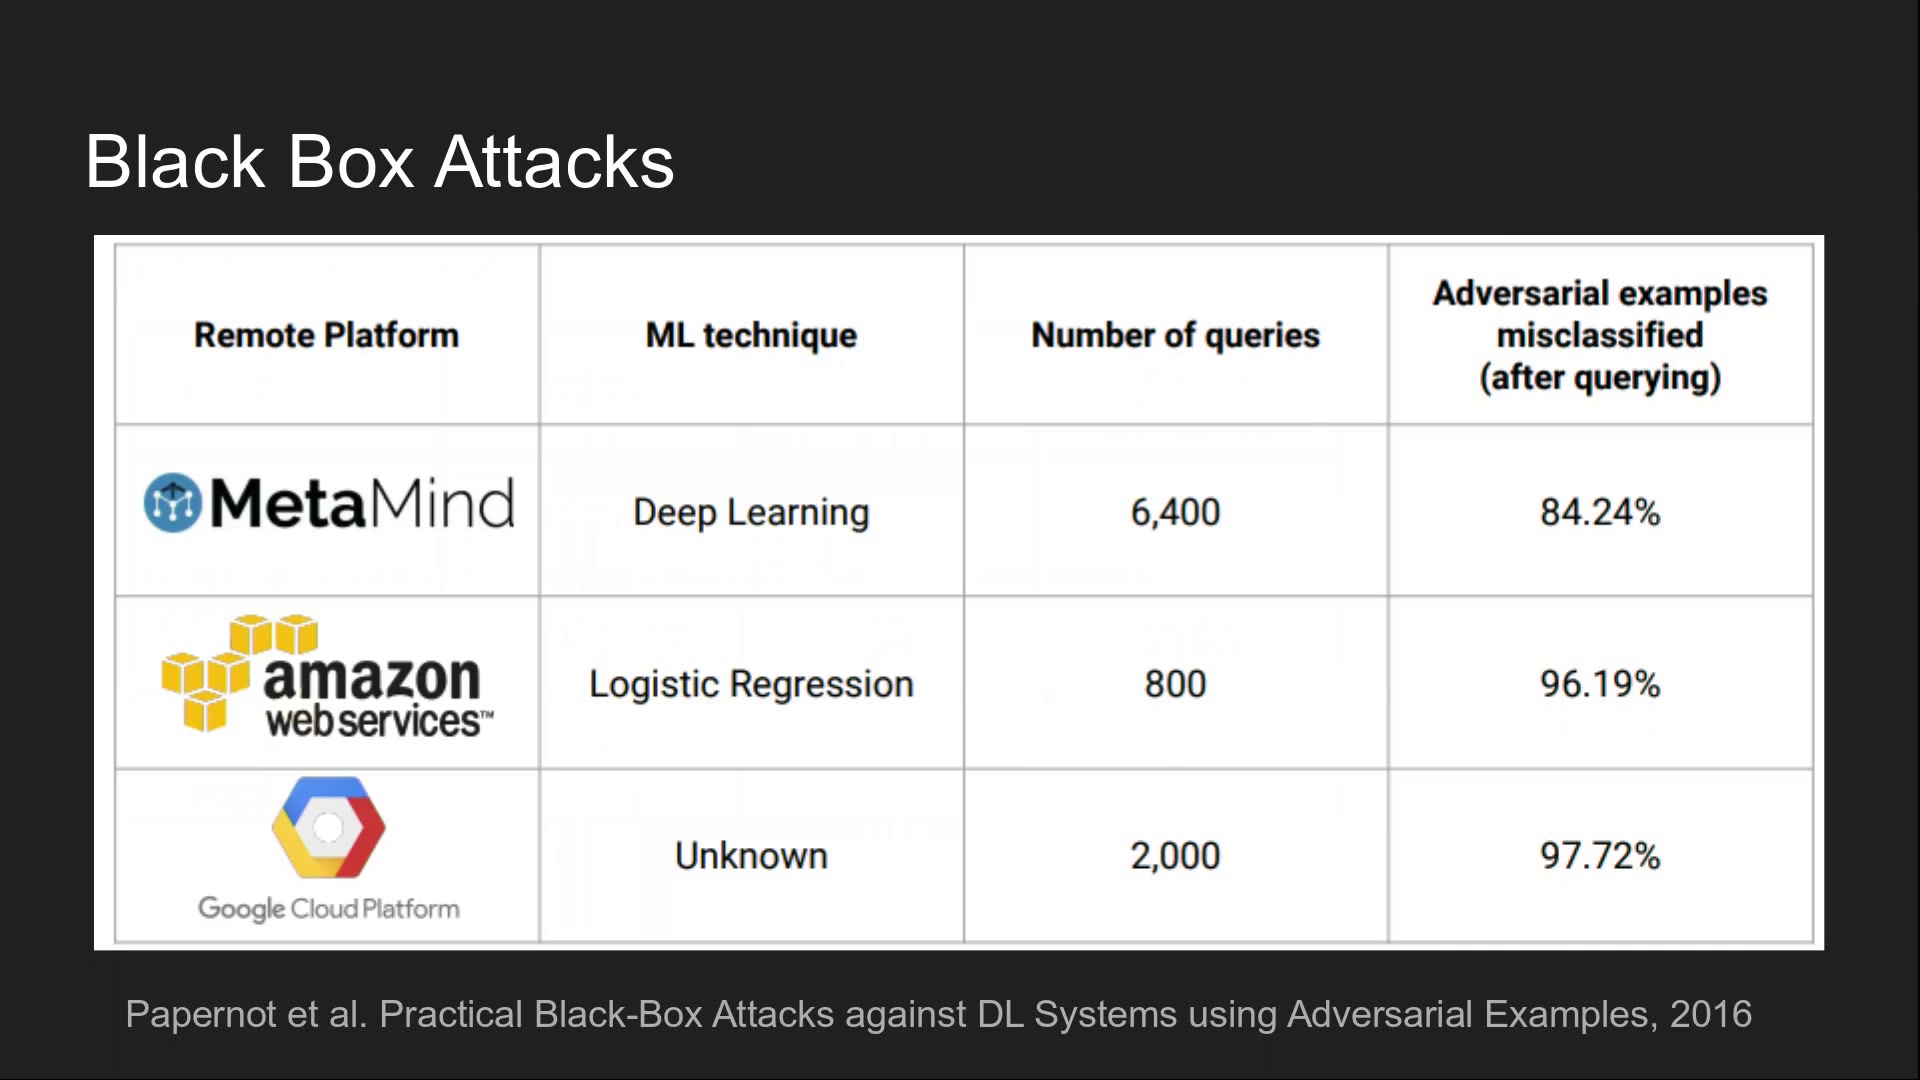 Black Box Attacks
Remote Platform
ML technique
Number of queries
Adversarial examples
misclassified
(after querying)
MetaMind
Deep Learning
6,400
84.24%
amazon
web services™
Logistic Regression
800
96.19%
Google Cloud Platform
Unknown
2,000
97.72%
Papernot et al. Practical Black-Box Attacks against DL Systems using Adversarial Examples, 2016